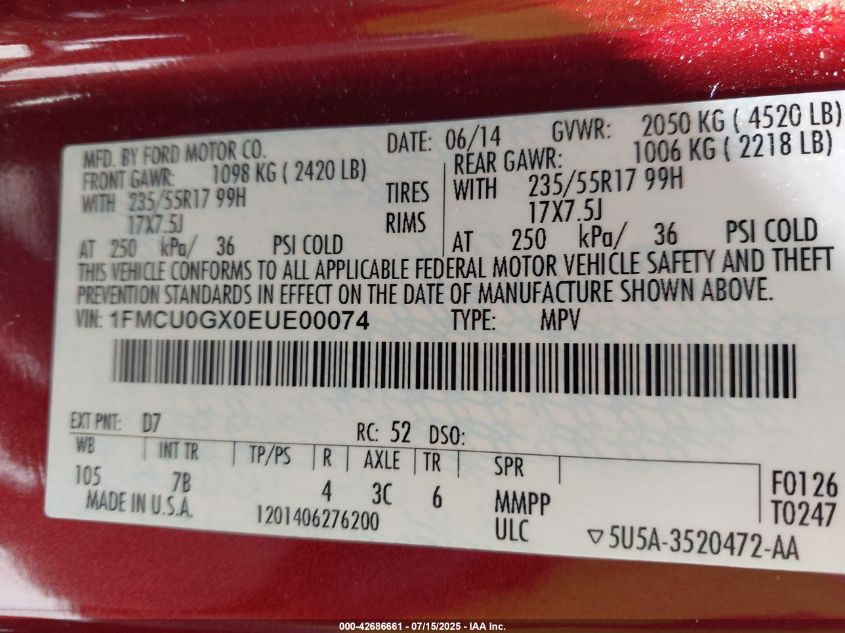 MFD. BY FORD MOTOR CO. DATE: 06/14 GVWR: 2050 KG ( 4520 LB)
FRONT GAWR: 1098 KG ( 2420 LB) REAR GAWR: 1006 KG ( 2218 LB)
WITH 235/55R17 99H TIRES WITH 235/55R17 99H
17X7.5J RIMS 17X7.5J
AT 250 kPa/ 36 PSI COLD AT 250 kPa/ 36 PSI COLD
THIS VEHICLE CONFORMS TO ALL APPLICABLE FEDERAL MOTOR VEHICLE SAFETY AND THEFT
PREVENTION STANDARDS IN EFFECT ON THE DATE OF MANUFACTURE SHOWN ABOVE.
VIN: 1FMCU0GX0EUE00074 TYPE: MPV
EXT PNT: D7 RC: 52 DSO:
WB INT TR TP/PS R AXLE TR SPR
105 7B 4 3C 6 MMPP F0126
MADE IN U.S.A. 1201406276200 ULC T0247
▽5U5A-3520472-AA
000-42686661 - 07/15/2025 - IAA Inc.